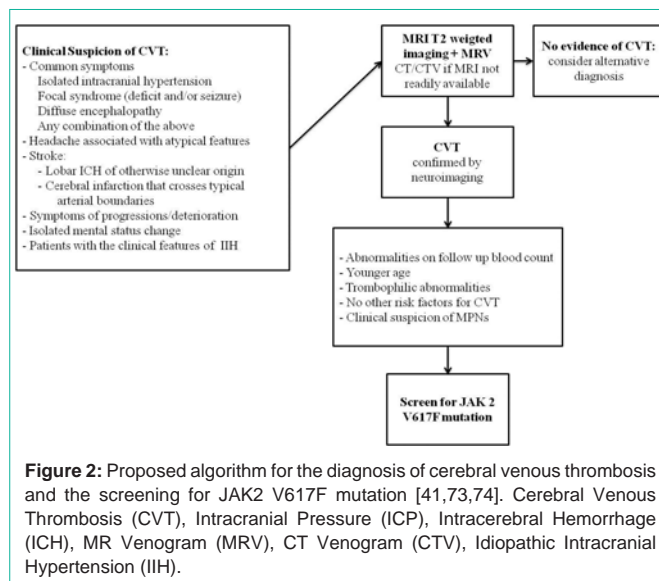 Clinical Suspicion of CVT:
- Common symptoms
Isolated intracranial hypertension
Focal syndrome (deficit and/or seizure)
Diffuse encephalopathy
Any combination of the above
- Headache associated with atypical features
- Stroke:
- Lobar ICH of otherwise unclear origin
- Cerebral infarction that crosses typical
arterial boundaries
- Symptoms of progressions/deterioration
- Isolated mental status change
- Patients with the clinical features of IIH
MRI T2 weigted
imaging + MRV
CT/CTV if MRI not
readily available
No evidence of CVT:
consider alternative
diagnosis
CVT
confirmed by
neuroimaging
- Abnormalities on follow up blood count
- Younger age
- Trombophilic abnormalities
- No other risk factors for CVT
- Clinical suspicion of MPNs
Screen for JAK 2
V617F mutation
Figure 2: Proposed algorithm for the diagnosis of cerebral venous thrombosis
and the screening for JAK2 V617F mutation [41,73,74]. Cerebral Venous
Thrombosis (CVT), Intracranial Pressure (ICP), Intracerebral Hemorrhage
(ICH), MR Venogram (MRV), CT Venogram (CTV), Idiopathic Intracranial
Hypertension (IIH).